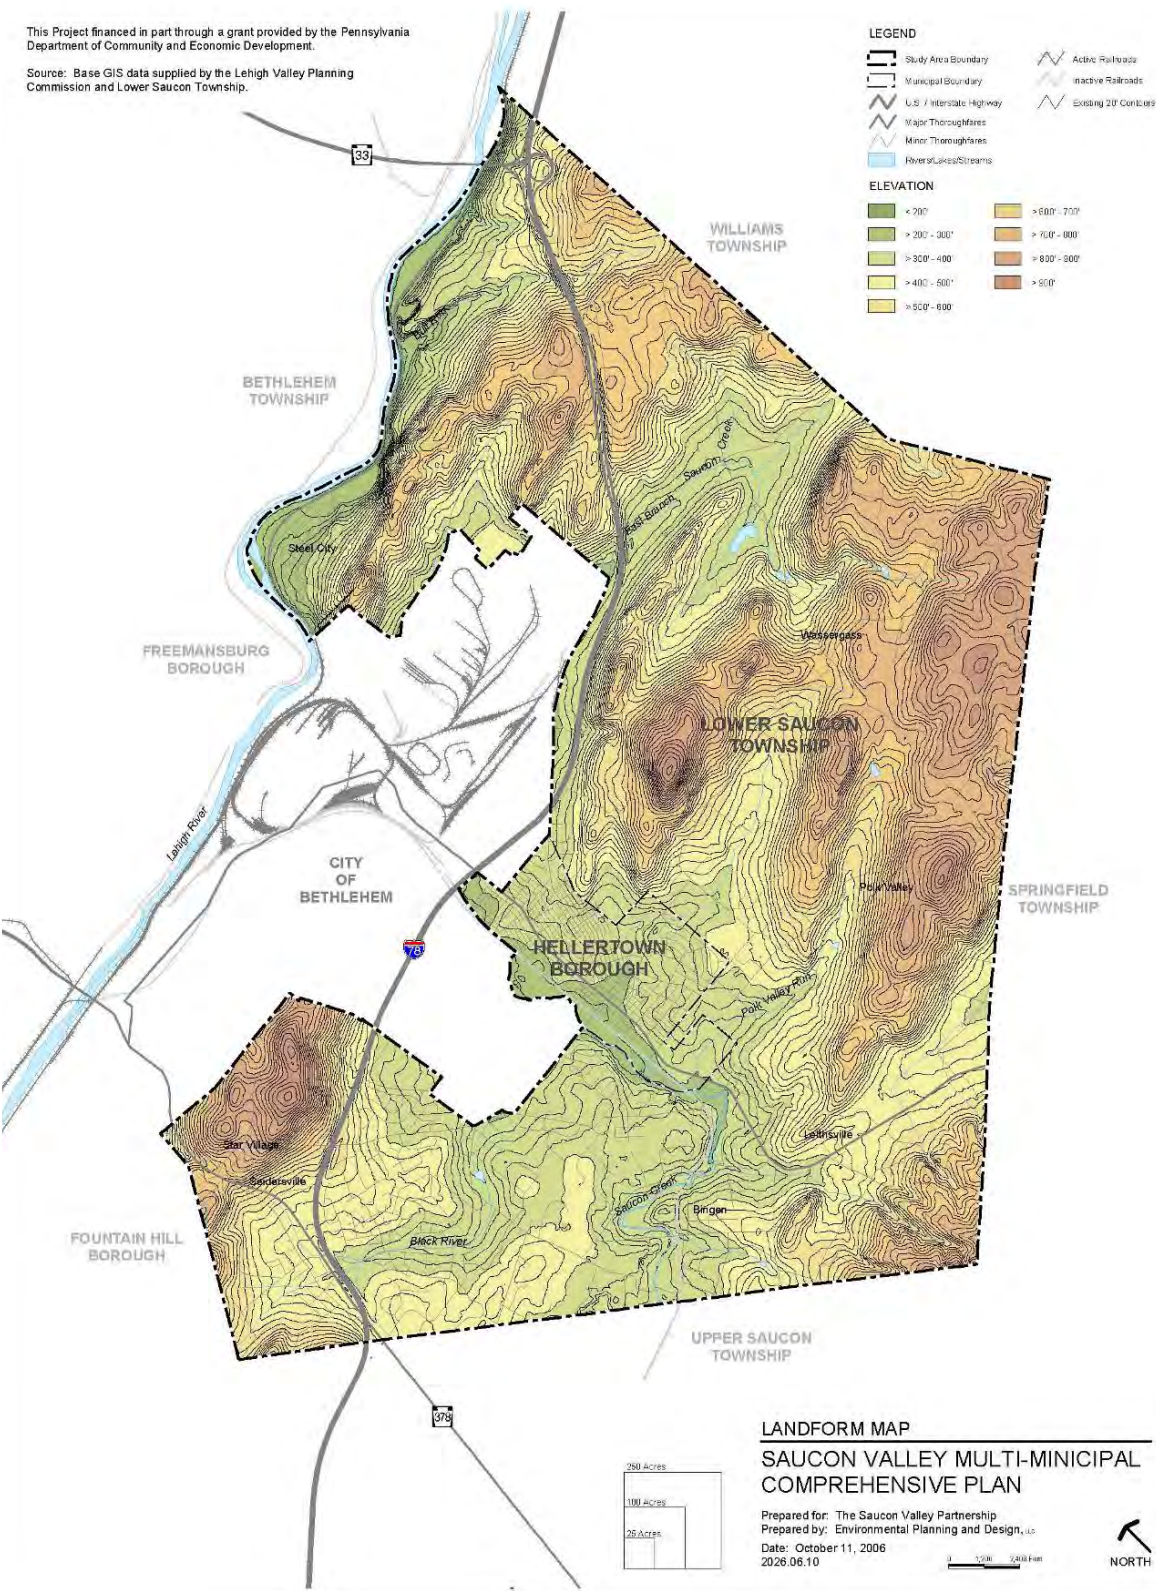 This Project financed in part through a grant provided by the Pennsylvania
Department of Community and Economic Development.
Source: Base GIS data supplied by the Lehigh Valley Planning
Commission and Lower Saucon Township.
LEGEND
Study Area Boundary
Municipal Boundary
U.S. / Interstate Highway
Major Thoroughfares
Minor Thoroughfares
Rivers/Lakes/Streams
Active Railroads
Inactive Railroads
Existing 20' Contours
ELEVATION
< 200'
> 200' - 300'
> 300' - 400'
> 400' - 500'
> 500' - 600'
> 600' - 700'
> 700' - 800'
> 900'
33
WILLIAMS
TOWNSHIP
BETHLEHEM
TOWNSHIP
East Branch Saucon Creek
Steel City
Wassergass
FREEMANSBURG
BOROUGH
LOWER SAUCON
TOWNSHIP
Lehigh River
CITY
OF
BETHLEHEM
Polk Valley
SPRINGFIELD
TOWNSHIP
78
HELLERTOWN
BOROUGH
Polk Valley Run
Star Village
Leithsville
Seidersville
Saucon Creek
Bingen
Black River
FOUNTAIN HILL
BOROUGH
UPPER SAUCON
TOWNSHIP
378
LANDFORM MAP
SAUCON VALLEY MULTI-MINICIPAL
COMPREHENSIVE PLAN
250 Acres
100 Acres
25 Acres
Prepared for: The Saucon Valley Partnership
Prepared by: Environmental Planning and Design, LLC
Date: October 11, 2006
2026.06.10
0 1,200 2,400 Feet
NORTH